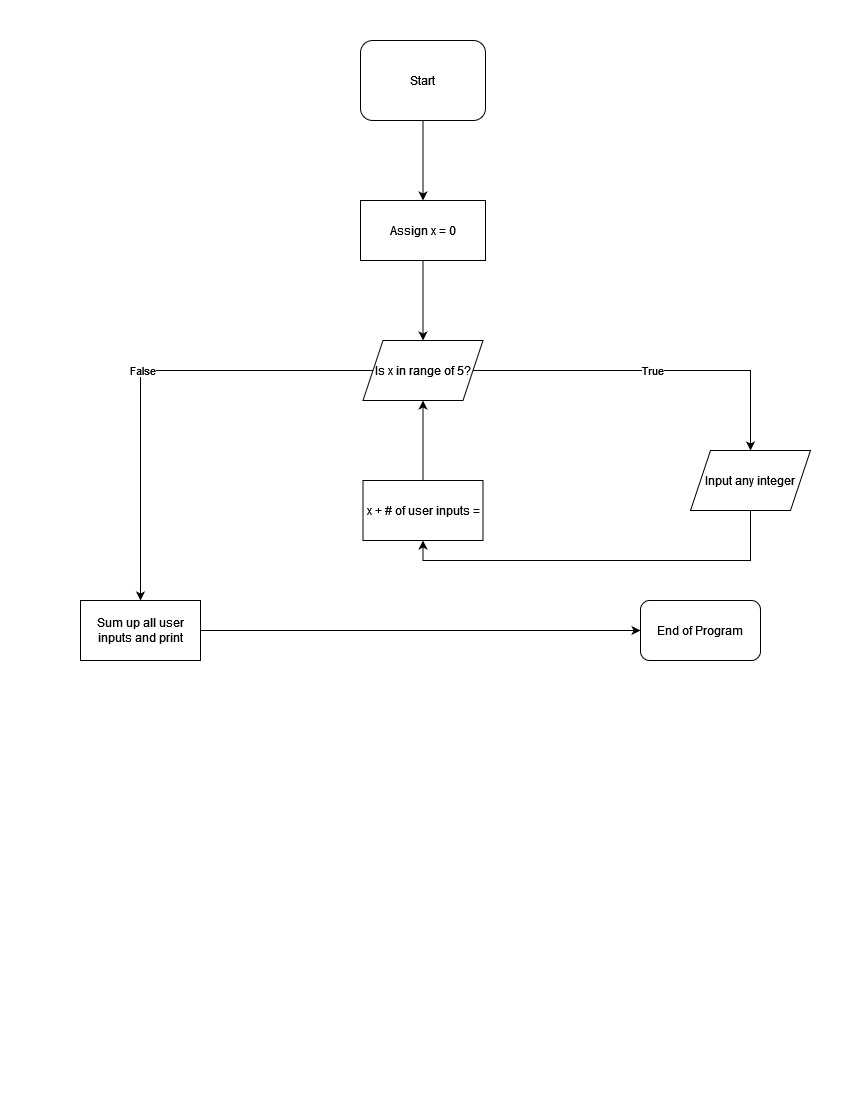 Start
Assign x = 0
Is x in range of 5?
False
True
Input any integer
x + # of user inputs =
Sum up all user
inputs and print
End of Program